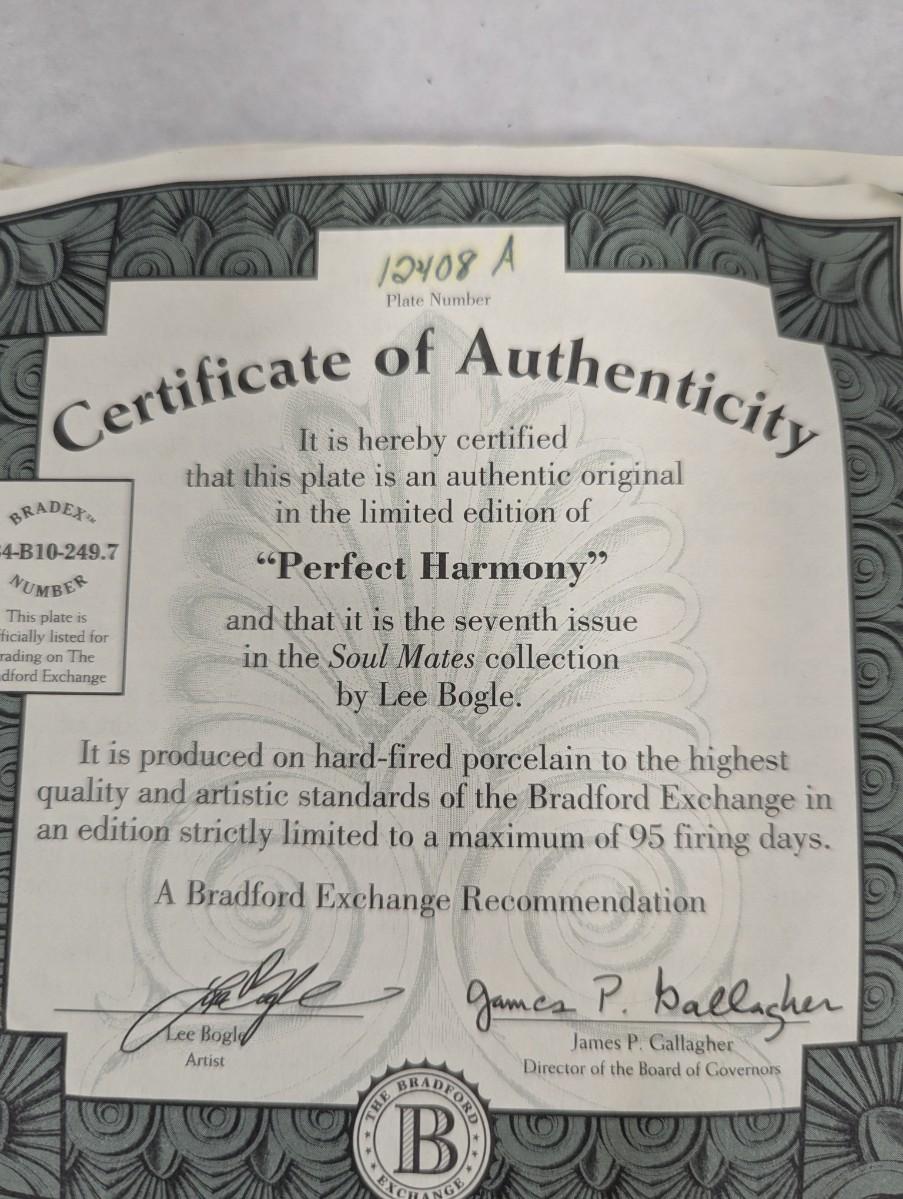 12408 A
Plate Number
Certificate of Authenticity
It is hereby certified
that this plate is an authentic original
in the limited edition of
“Perfect Harmony”
and that it is the seventh issue
in the Soul Mates collection
by Lee Bogle.
BRADEX™
4-B10-249.7
NUMBER
This plate is
ficially listed for
rading on The
dford Exchange
It is produced on hard-fired porcelain to the highest
quality and artistic standards of the Bradford Exchange in
an edition strictly limited to a maximum of 95 firing days.
A Bradford Exchange Recommendation
Lee Bogle
James P. Gallagher
Lee Bogle
Artist
James P. Gallagher
Director of the Board of Governors
THE BRADFORD
B
EXCHANGE